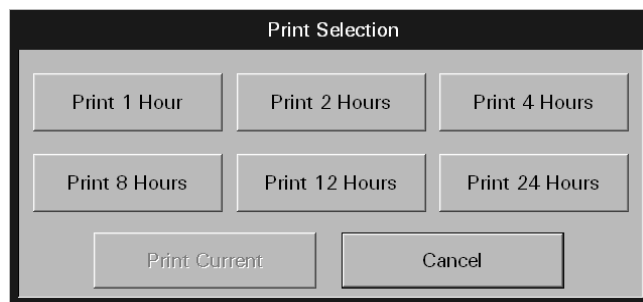 Print Selection
Print 1 Hour Print 2 Hours Print 4 Hours
Print 8 Hours Print 12 Hours Print 24 Hours
Print Current Cancel